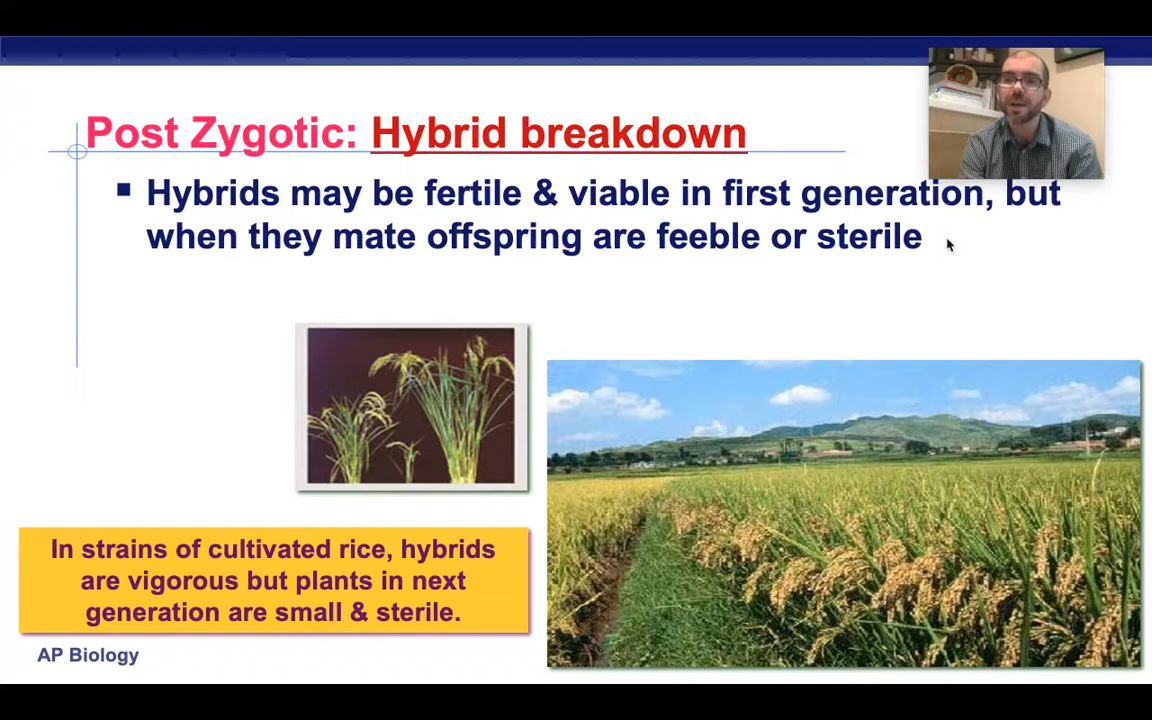 Post Zygotic: Hybrid breakdown
Hybrids may be fertile & viable in first generation, but
when they mate offspring are feeble or sterile
In strains of cultivated rice, hybrids
are vigorous but plants in next
generation are small & sterile.
AP Biology